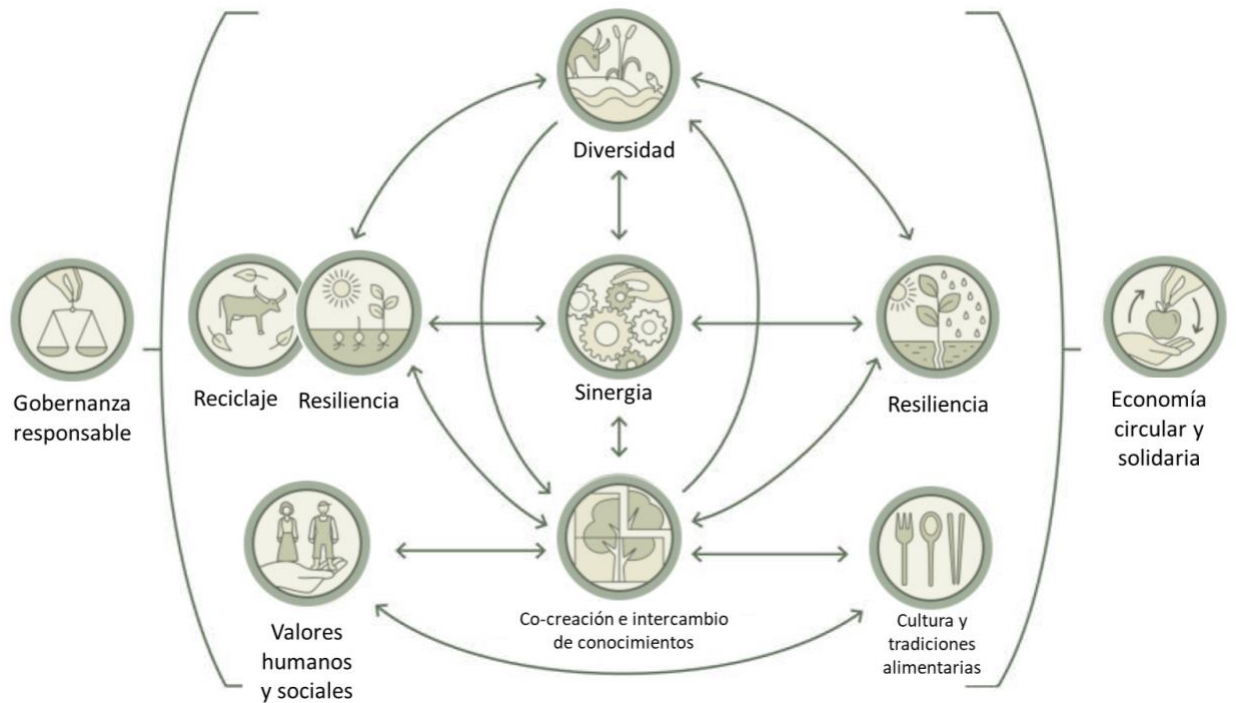 Diversidad
Gobernanza
responsable
Reciclaje
Resiliencia
Sinergia
Resiliencia
Economía
circular y
solidaria
Valores
humanos
y sociales
Co-creación e intercambio
de conocimientos
Cultura y
tradiciones
alimentarias